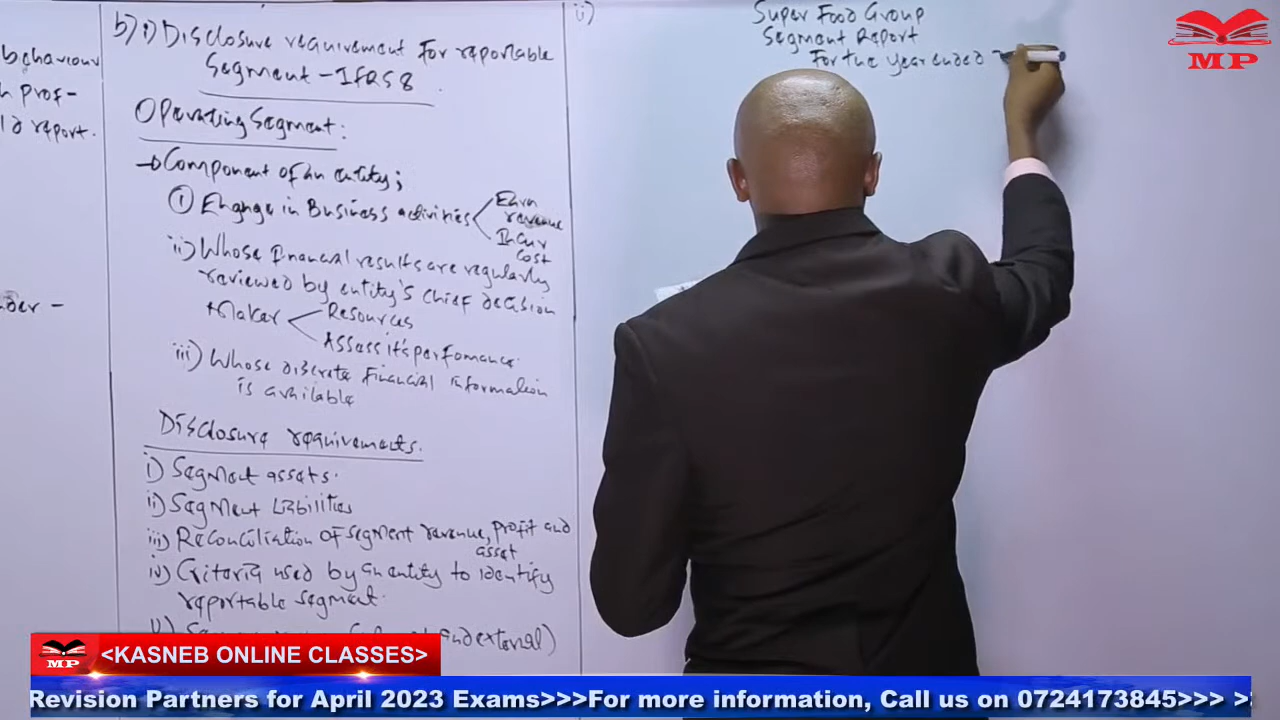 behaviour
prof-
report.
b) i) Disclosure requirement for reportable
Segment - IFRS 8
Operating Segment:
→ Component of an entity;
① Engage in Business activities
Earn
revenue
Incur
cost
ii) Whose financial results are regularly
reviewed by entity's chief decision
Maker
Resources
Assess it's perfomance
iii) Whose discrete financial information
is available
Disclosure requirements.
i) Segment assets.
ii) Segment Liabilities
iii) Reconciliation of segment revenue, profit and
asset
iv) Criteria used by an entity to identify
reportable segment.
v)
and external)
ii)
Super Food Group
Segment Report
For the year ended
MP
MP
<KASNEB ONLINE CLASSES>
Revision Partners for April 2023 Exams>>>For more information, Call us on 0724173845>>> >